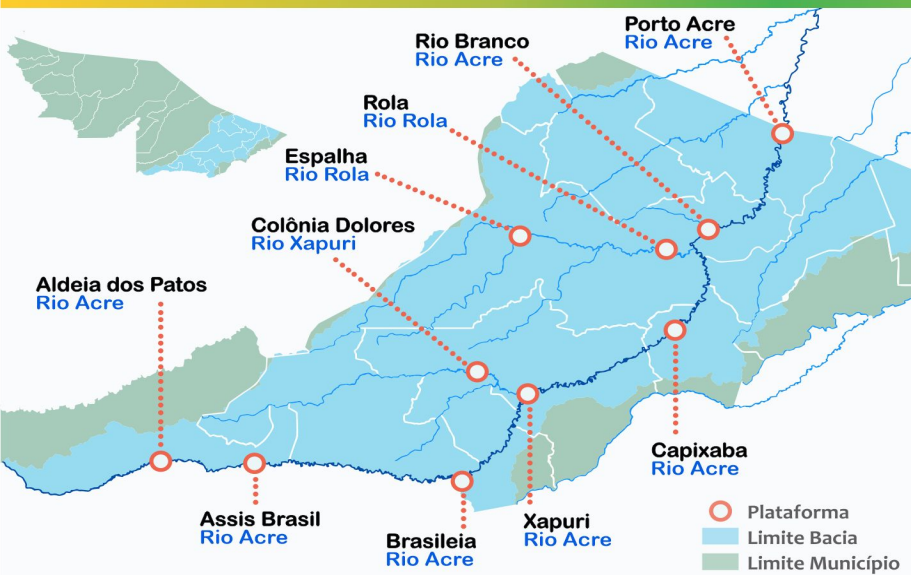 Porto Acre
Rio Acre
Rio Branco
Rio Acre
Rola
Rio Rola
Espalha
Rio Rola
Colônia Dolores
Rio Xapuri
Aldeia dos Patos
Rio Acre
Capixaba
Rio Acre
Assis Brasil
Rio Acre
Brasileia
Rio Acre
Xapuri
Rio Acre
Plataforma
Limite Bacia
Limite Município